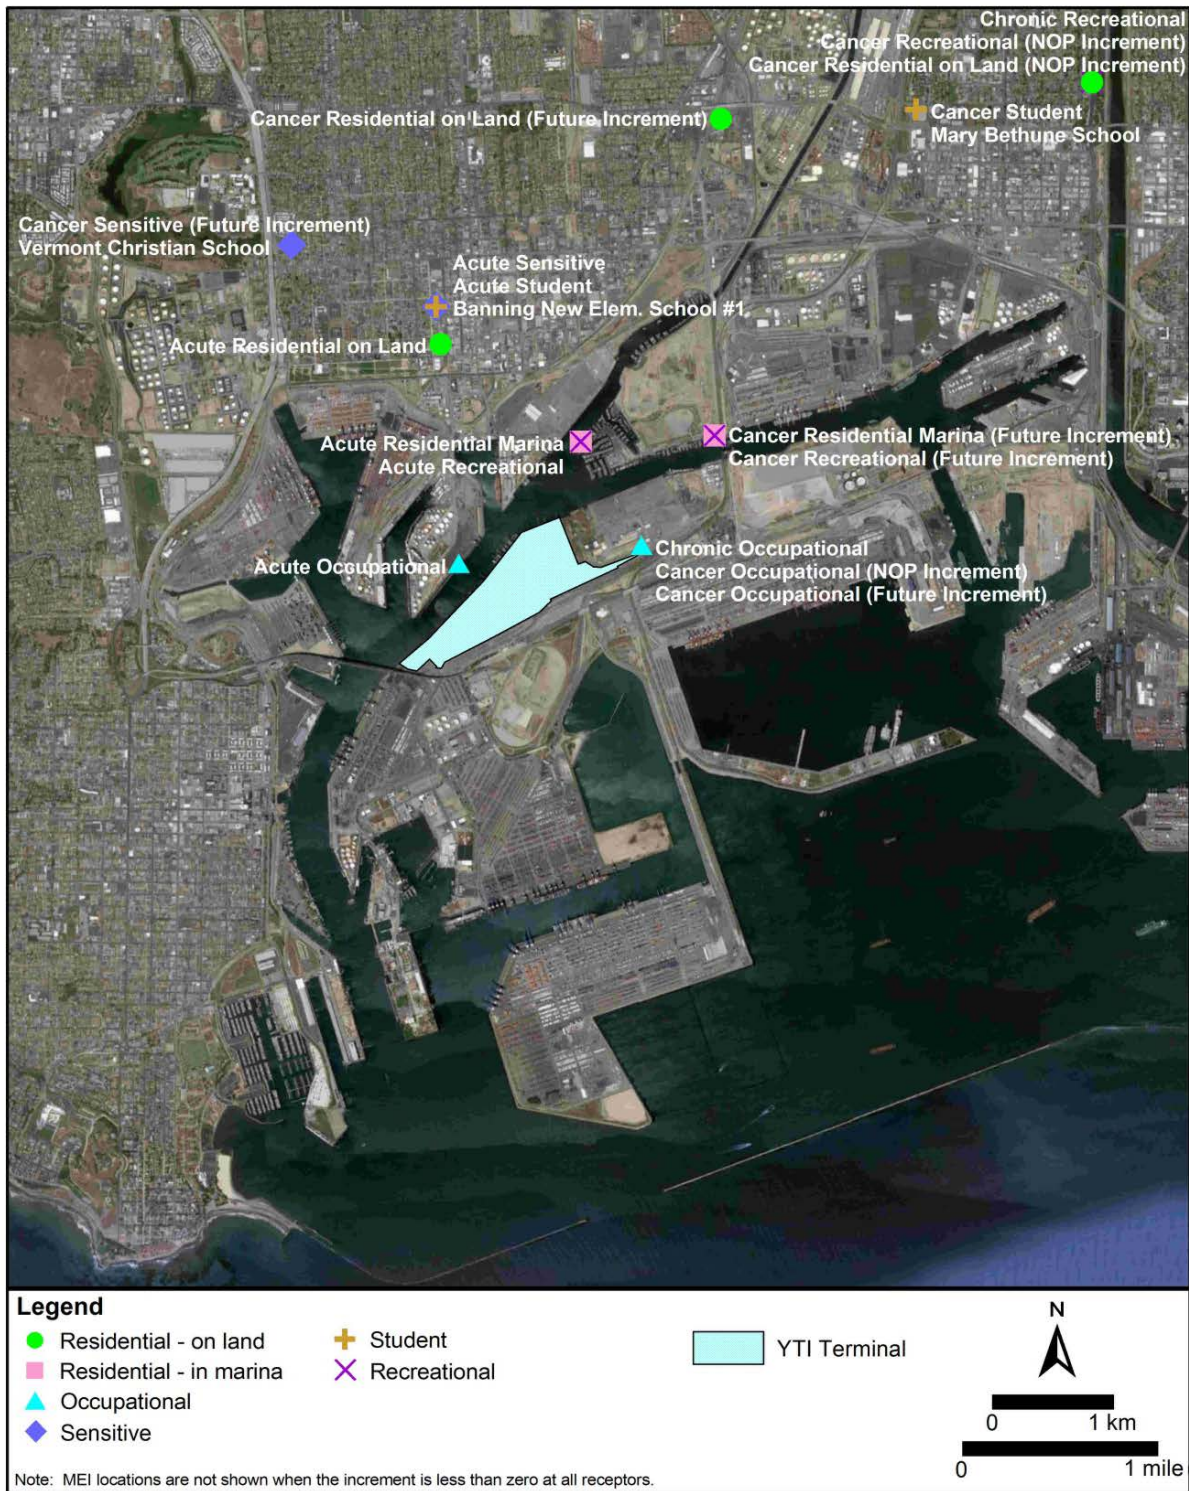 Chronic Recreational
Cancer Recreational (NOP Increment)
Cancer Residential on Land (NOP Increment)
Cancer Residential on Land (Future Increment)
Cancer Student
Mary Bethune School
Cancer Sensitive (Future Increment)
Vermont Christian School
Acute Sensitive
Acute Student
Banning New Elem. School #1
Acute Residential on Land
Acute Residential Marina
Acute Recreational
Cancer Residential Marina (Future Increment)
Cancer Recreational (Future Increment)
Acute Occupational
Chronic Occupational
Cancer Occupational (NOP Increment)
Cancer Occupational (Future Increment)
Legend
Residential - on land
Residential - in marina
Occupational
Sensitive
Student
Recreational
YTI Terminal
N
0 1 km
0 1 mile
Note: MEI locations are not shown when the increment is less than zero at all receptors.